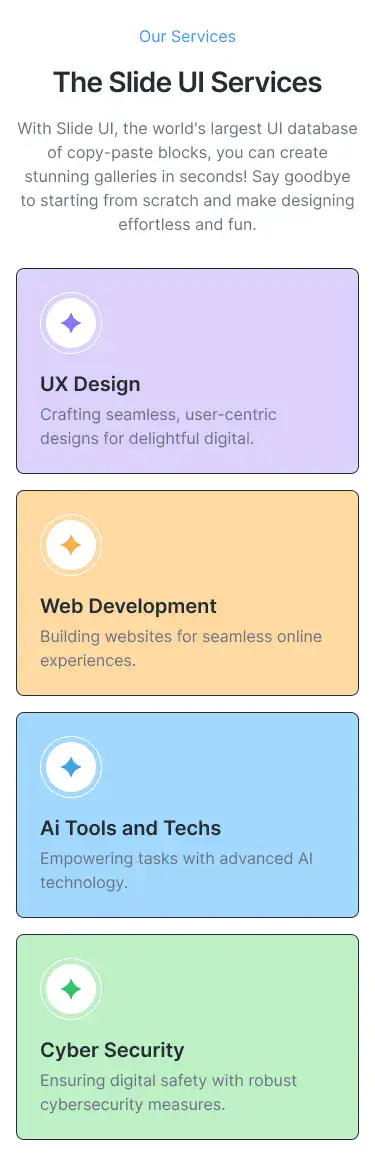 Our Services
The Slide UI Services
With Slide UI, the world's largest UI database
of copy-paste blocks, you can create
stunning galleries in seconds! Say goodbye
to starting from scratch and make designing
effortless and fun.
UX Design
Crafting seamless, user-centric
designs for delightful digital.
Web Development
Building websites for seamless online
experiences.
Ai Tools and Techs
Empowering tasks with advanced AI
technology.
Cyber Security
Ensuring digital safety with robust
cybersecurity measures.